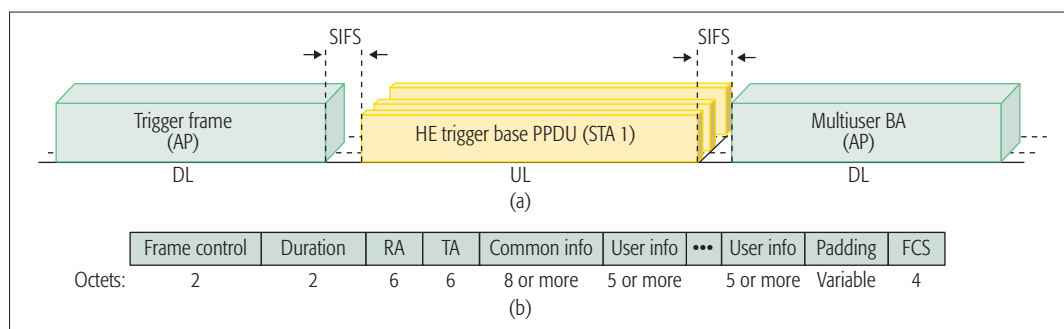 SIFS SIFS
Trigger frame
(AP)
HE trigger base PPDU (STA 1)
Multiuser BA
(AP)
DL UL DL
(a)
Frame control Duration RA TA Common info User info ••• User info Padding FCS
Octets: 2 2 6 6 8 or more 5 or more 5 or more Variable 4
(b)